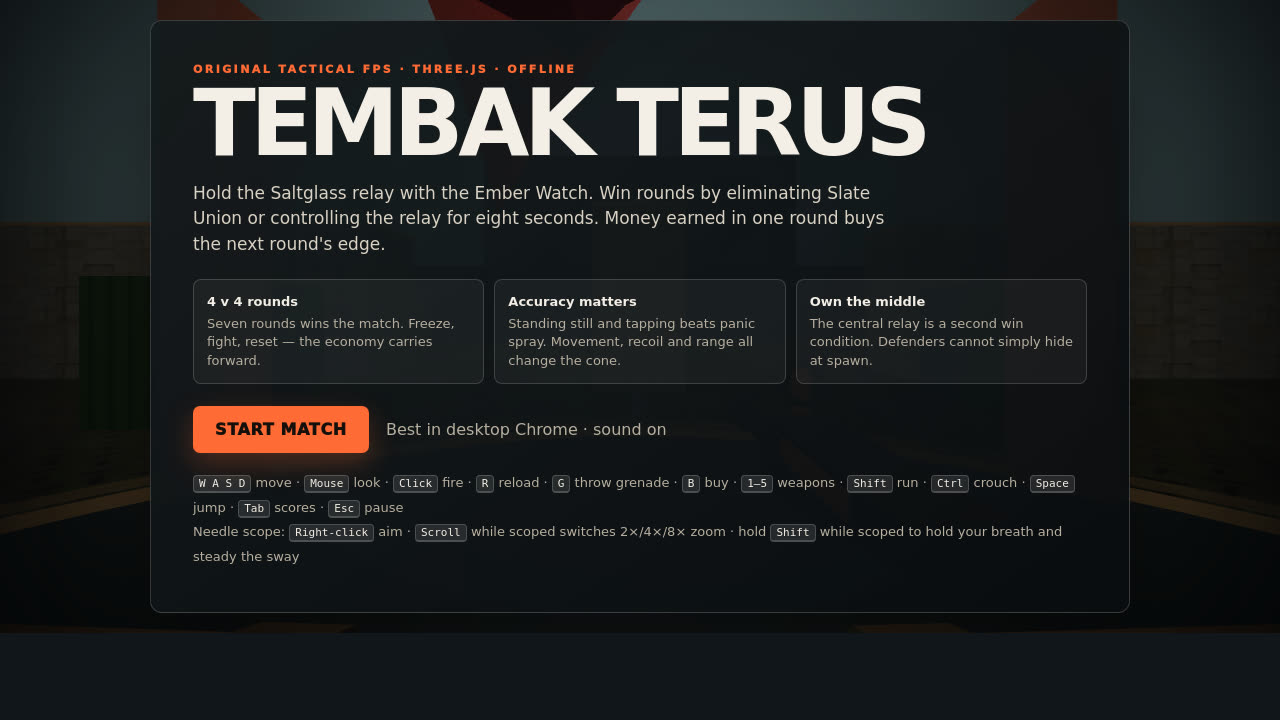 ORIGINAL TACTICAL FPS · THREE.JS · OFFLINE
TEMBAK TERUS
Hold the Saltglass relay with the Ember Watch. Win rounds by eliminating Slate
Union or controlling the relay for eight seconds. Money earned in one round buys
the next round's edge.
4 v 4 rounds
Seven rounds wins the match. Freeze,
fight, reset — the economy carries
forward.
Accuracy matters
Standing still and tapping beats panic
spray. Movement, recoil and range all
change the cone.
Own the middle
The central relay is a second win
condition. Defenders cannot simply hide
at spawn.
START MATCH
Best in desktop Chrome · sound on
W A S D move · Mouse look · Click fire · R reload · G throw grenade · B buy · 1–5 weapons · Shift run · Ctrl crouch · Space
jump · Tab scores · Esc pause
Needle scope: Right-click aim · Scroll while scoped switches 2×/4×/8× zoom · hold Shift while scoped to hold your breath and
steady the sway